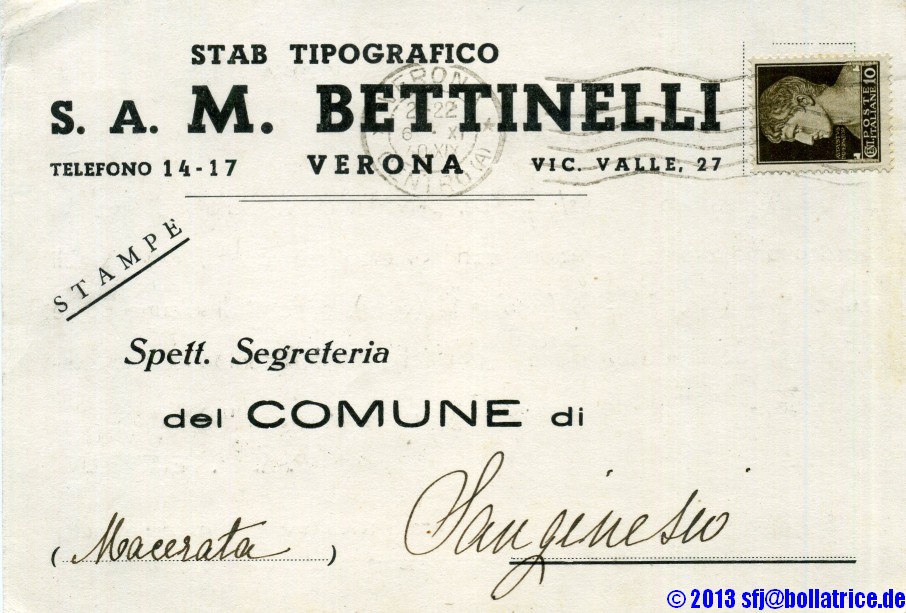 STAB TIPOGRAFICO
S. A. M. BETTINELLI
TELEFONO 14-17 VERONA VIC. VALLE, 27
POSTE ITALIANE
10
STAMPE
Spett. Segreteria
del COMUNE di
Sanginesio
( Macerata )
© 2013 sfj@bollatrice.de